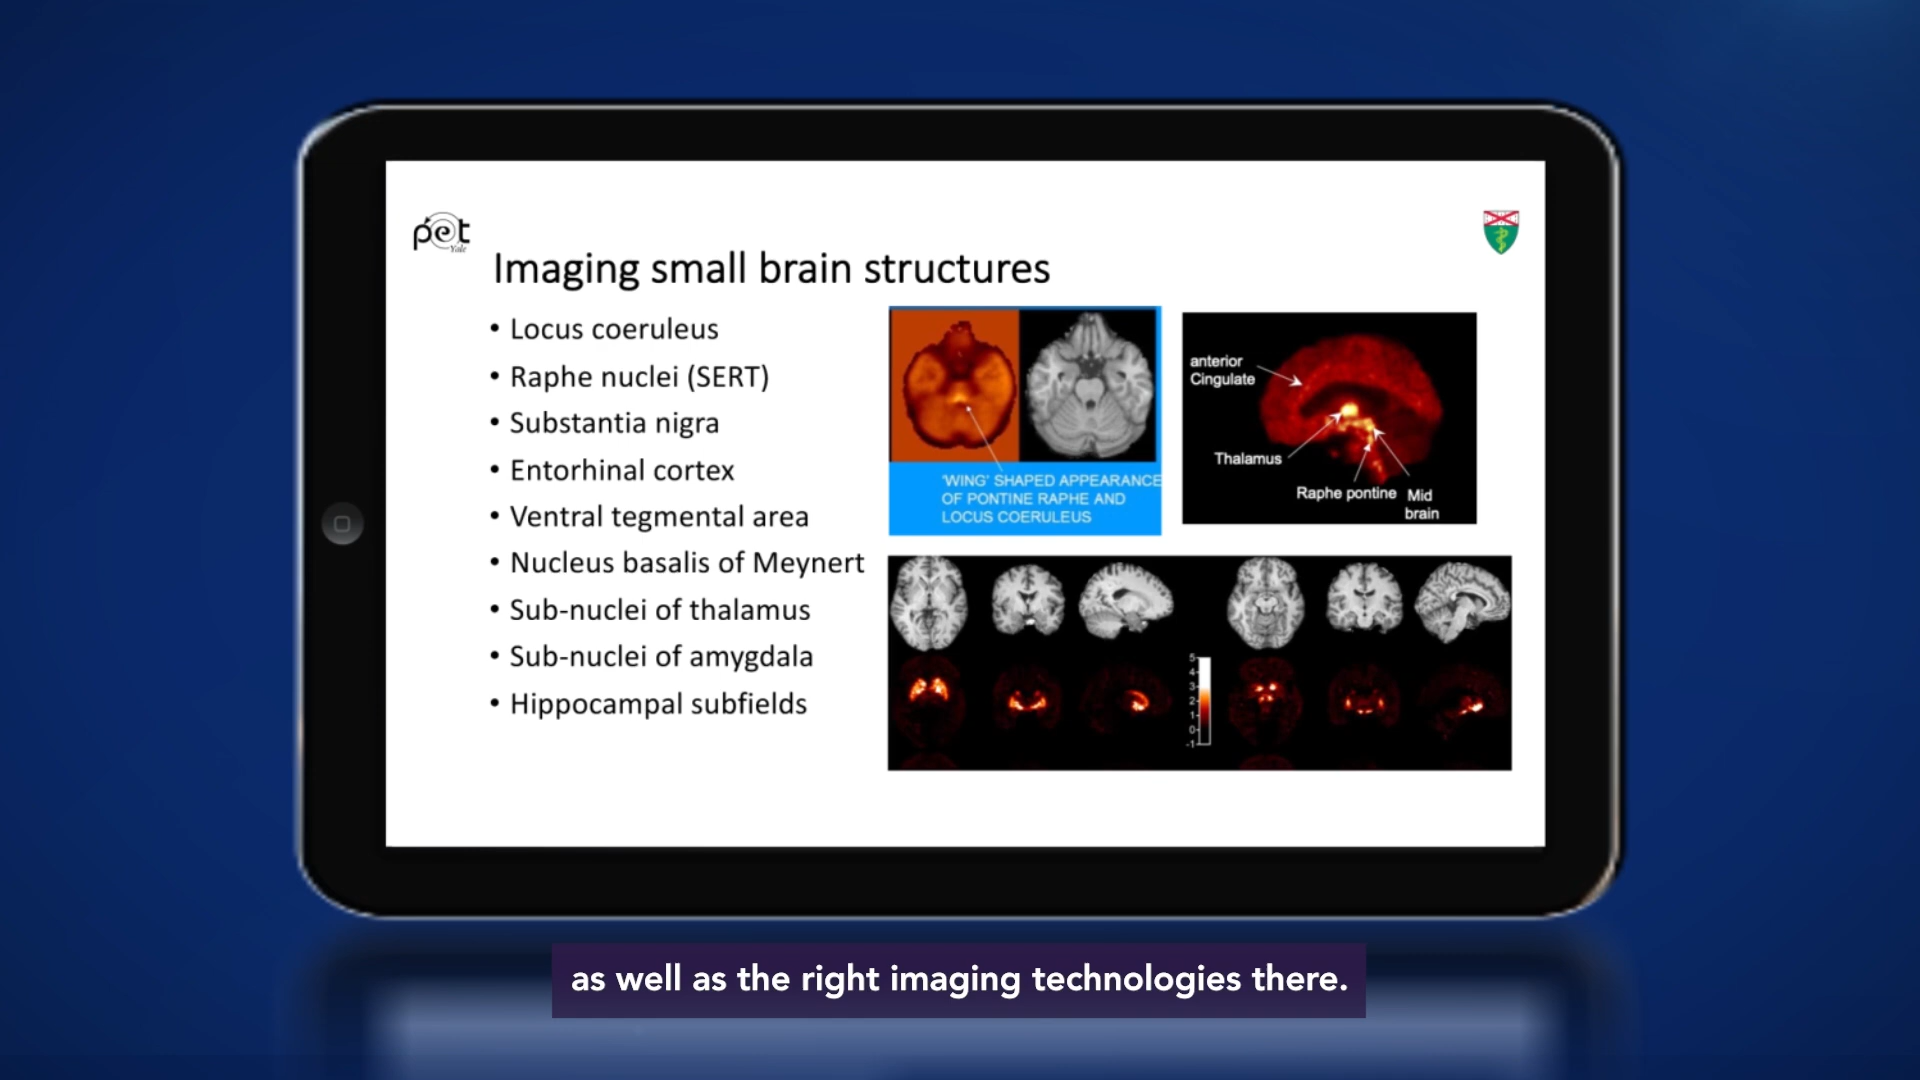 pet
Yale
Imaging small brain structures
• Locus coeruleus
• Raphe nuclei (SERT)
• Substantia nigra
• Entorhinal cortex
• Ventral tegmental area
• Nucleus basalis of Meynert
• Sub-nuclei of thalamus
• Sub-nuclei of amygdala
• Hippocampal subfields
'WING' SHAPED APPEARANCE
OF PONTINE RAPHE AND
LOCUS COERULEUS
anterior
Cingulate
Thalamus
Raphe pontine
Mid
brain
5
4
3
2
1
0
-1
as well as the right imaging technologies there.